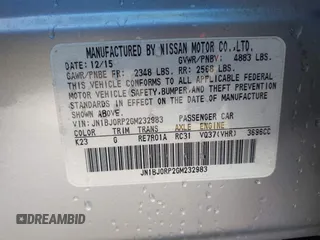 MANUFACTURED BY NISSAN MOTOR CO.,LTD.
DATE: 12/15 GVWR/PNBV: 4883 LBS.
GAWR/PNBE FR: 2348 LBS. RR: 2568 LBS.
THIS VEHICLE CONFORMS TO ALL APPLICABLE FEDERAL
MOTOR VEHICLE SAFETY, BUMPER, AND THEFT PREVENTION
STANDARDS IN EFFECT ON THE DATE OF MANUFACTURE
SHOWN ABOVE.
VIN: JN1BJ0RP2GM232983 PASSENGER CAR
COLOR TRIM TRANS AXLE ENGINE
K23 G RE7R01A RC31 VQ37(VHR) 3696CC
JN1BJ0RP2GM232983
© AutoBidMaster